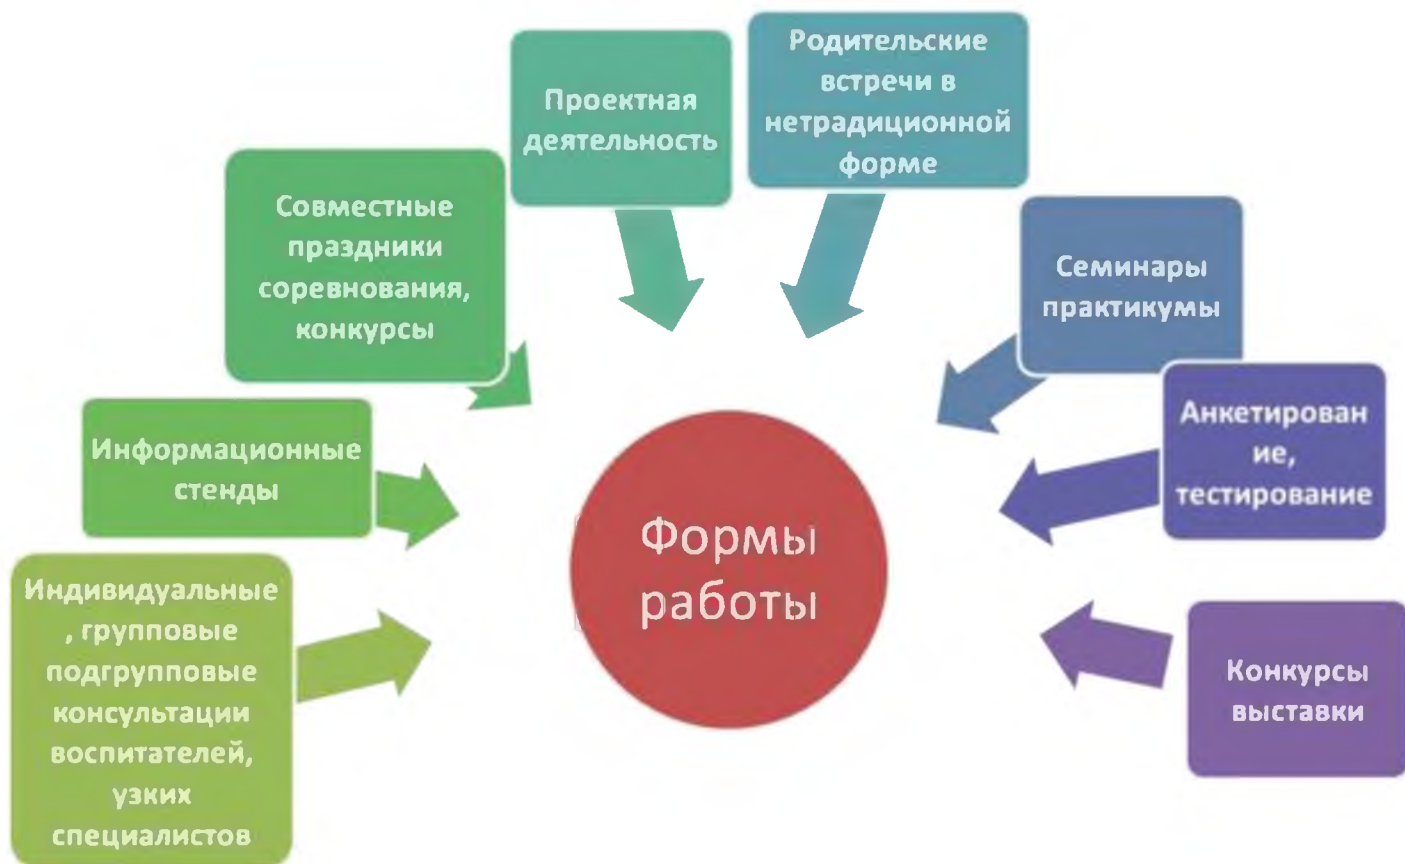 Родительские
встречи в
нетрадиционной
форме
Проектная
деятельность
Совместные
праздники
соревнования,
конкурсы
Семинары
практикумы
Информационные
стенды
Анкетирован
ие,
тестирование
Формы
работы
Индивидуальные
, групповые
подгрупповые
консультации
воспитателей,
узких
специалистов
Конкурсы
выставки